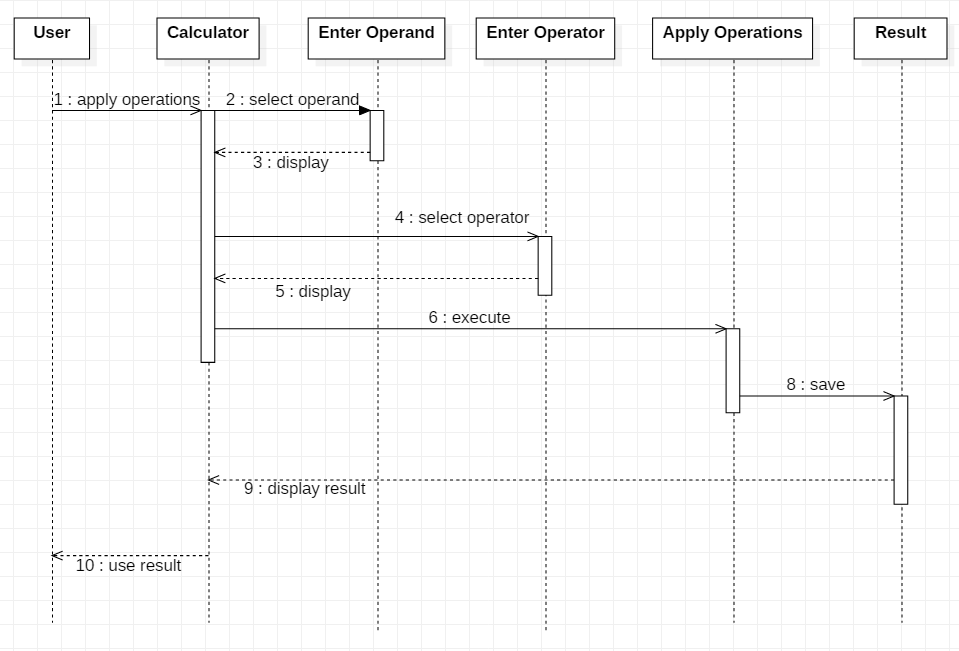 User
Calculator
Enter Operand
Enter Operator
Apply Operations
Result
1 : apply operations
2 : select operand
3 : display
4 : select operator
5 : display
6 : execute
8 : save
9 : display result
10 : use result